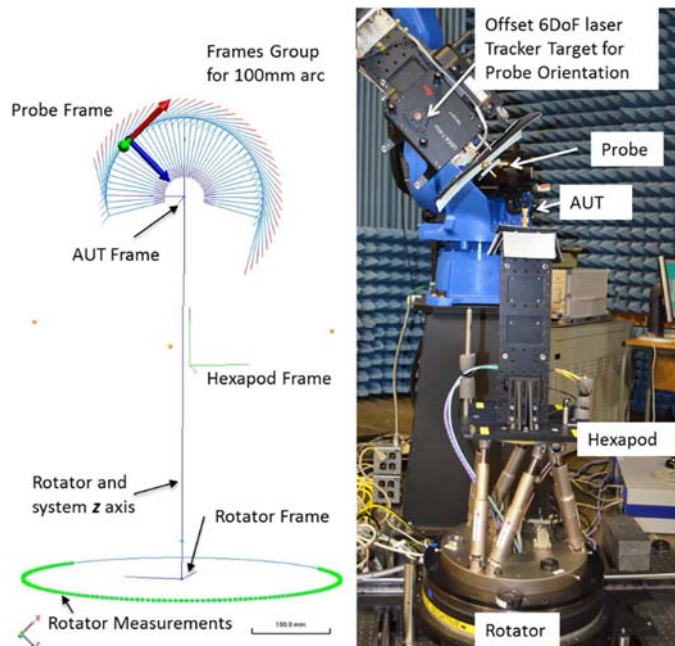 Frames Group
for 100mm arc
Probe Frame
AUT Frame
Hexapod Frame
Rotator and
system z axis
Rotator Frame
Rotator Measurements
100.0 mm
X
Offset 6DoF laser
Tracker Target for
Probe Orientation
Probe
AUT
Hexapod
Rotator